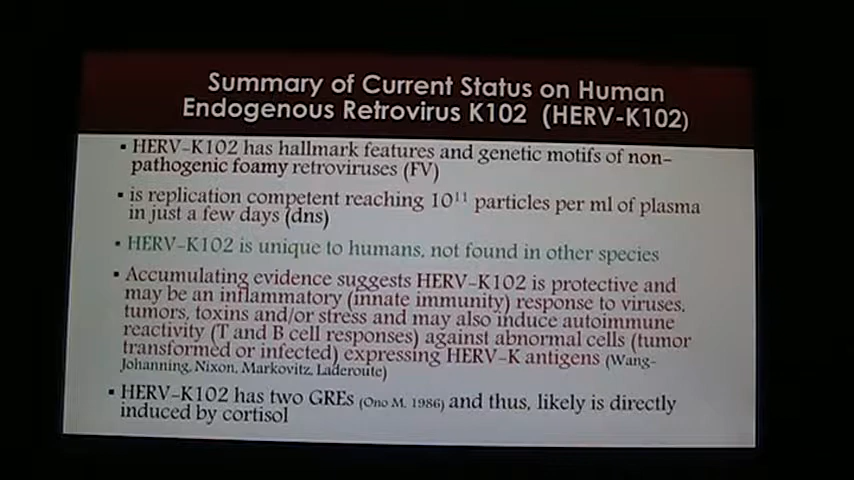 Summary of Current Status on Human
Endogenous Retrovirus K102 (HERV-K102)
▪ HERV-K102 has hallmark features and genetic motifs of non-
pathogenic foamy retroviruses (FV)
▪ is replication competent reaching 10¹¹ particles per ml of plasma
in just a few days (dns)
▪ HERV-K102 is unique to humans, not found in other species
▪ Accumulating evidence suggests HERV-K102 is protective and
may be an inflammatory (innate immunity) response to viruses,
tumors, toxins and/or stress and may also induce autoimmune
reactivity (T and B cell responses) against abnormal cells (tumor
transformed or infected) expressing HERV-K antigens (Wang-
Johanning, Nixon, Markovitz, Laderoute)
▪ HERV-K102 has two GREs (Ono M. 1986) and thus, likely is directly
induced by cortisol